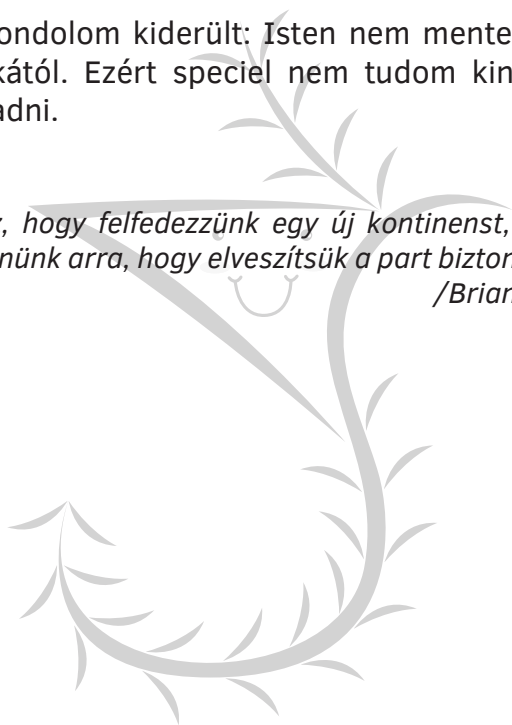 ondolom kiderült: Isten nem mente
kától. Ezért speciel nem tudom kin
adni.
, hogy felfedezzünk egy új kontinenst,
nünk arra, hogy elveszítsük a part bizton
/Brian